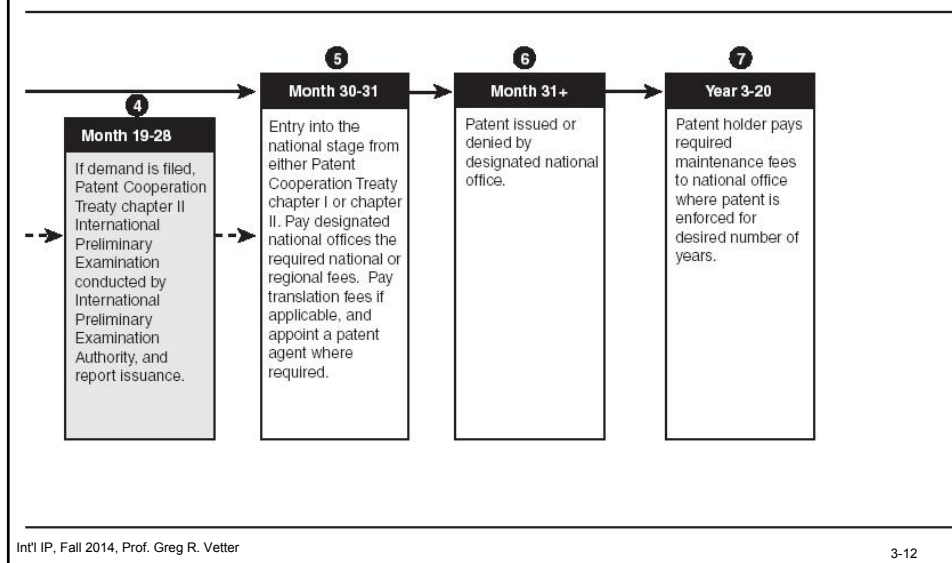 4
Month 19-28
If demand is filed,
Patent Cooperation
Treaty chapter II
International
Preliminary
Examination
conducted by
International
Preliminary
Examination
Authority, and
report issuance.
5
Month 30-31
Entry into the
national stage from
either Patent
Cooperation Treaty
chapter I or chapter
II. Pay designated
national offices the
required national or
regional fees. Pay
translation fees if
applicable, and
appoint a patent
agent where
required.
6
Month 31+
Patent issued or
denied by
designated national
office.
7
Year 3-20
Patent holder pays
required
maintenance fees
to national office
where patent is
enforced for
desired number of
years.
Int'l IP, Fall 2014, Prof. Greg R. Vetter
3-12